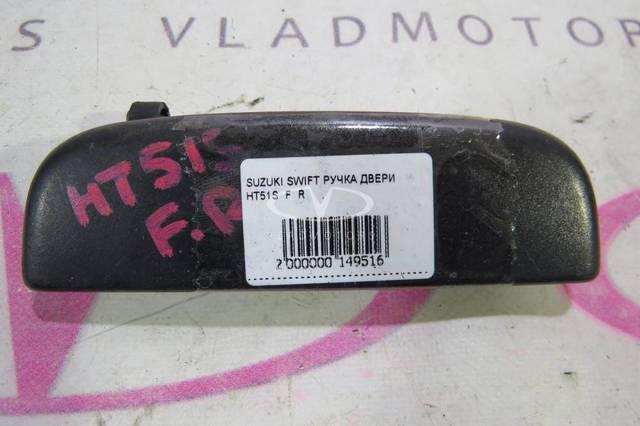 S VLADMOTOR
HT51S
F.R
SUZUKI SWIFT РУЧКА ДВЕРИ
HT51S F R
2 000000 149516